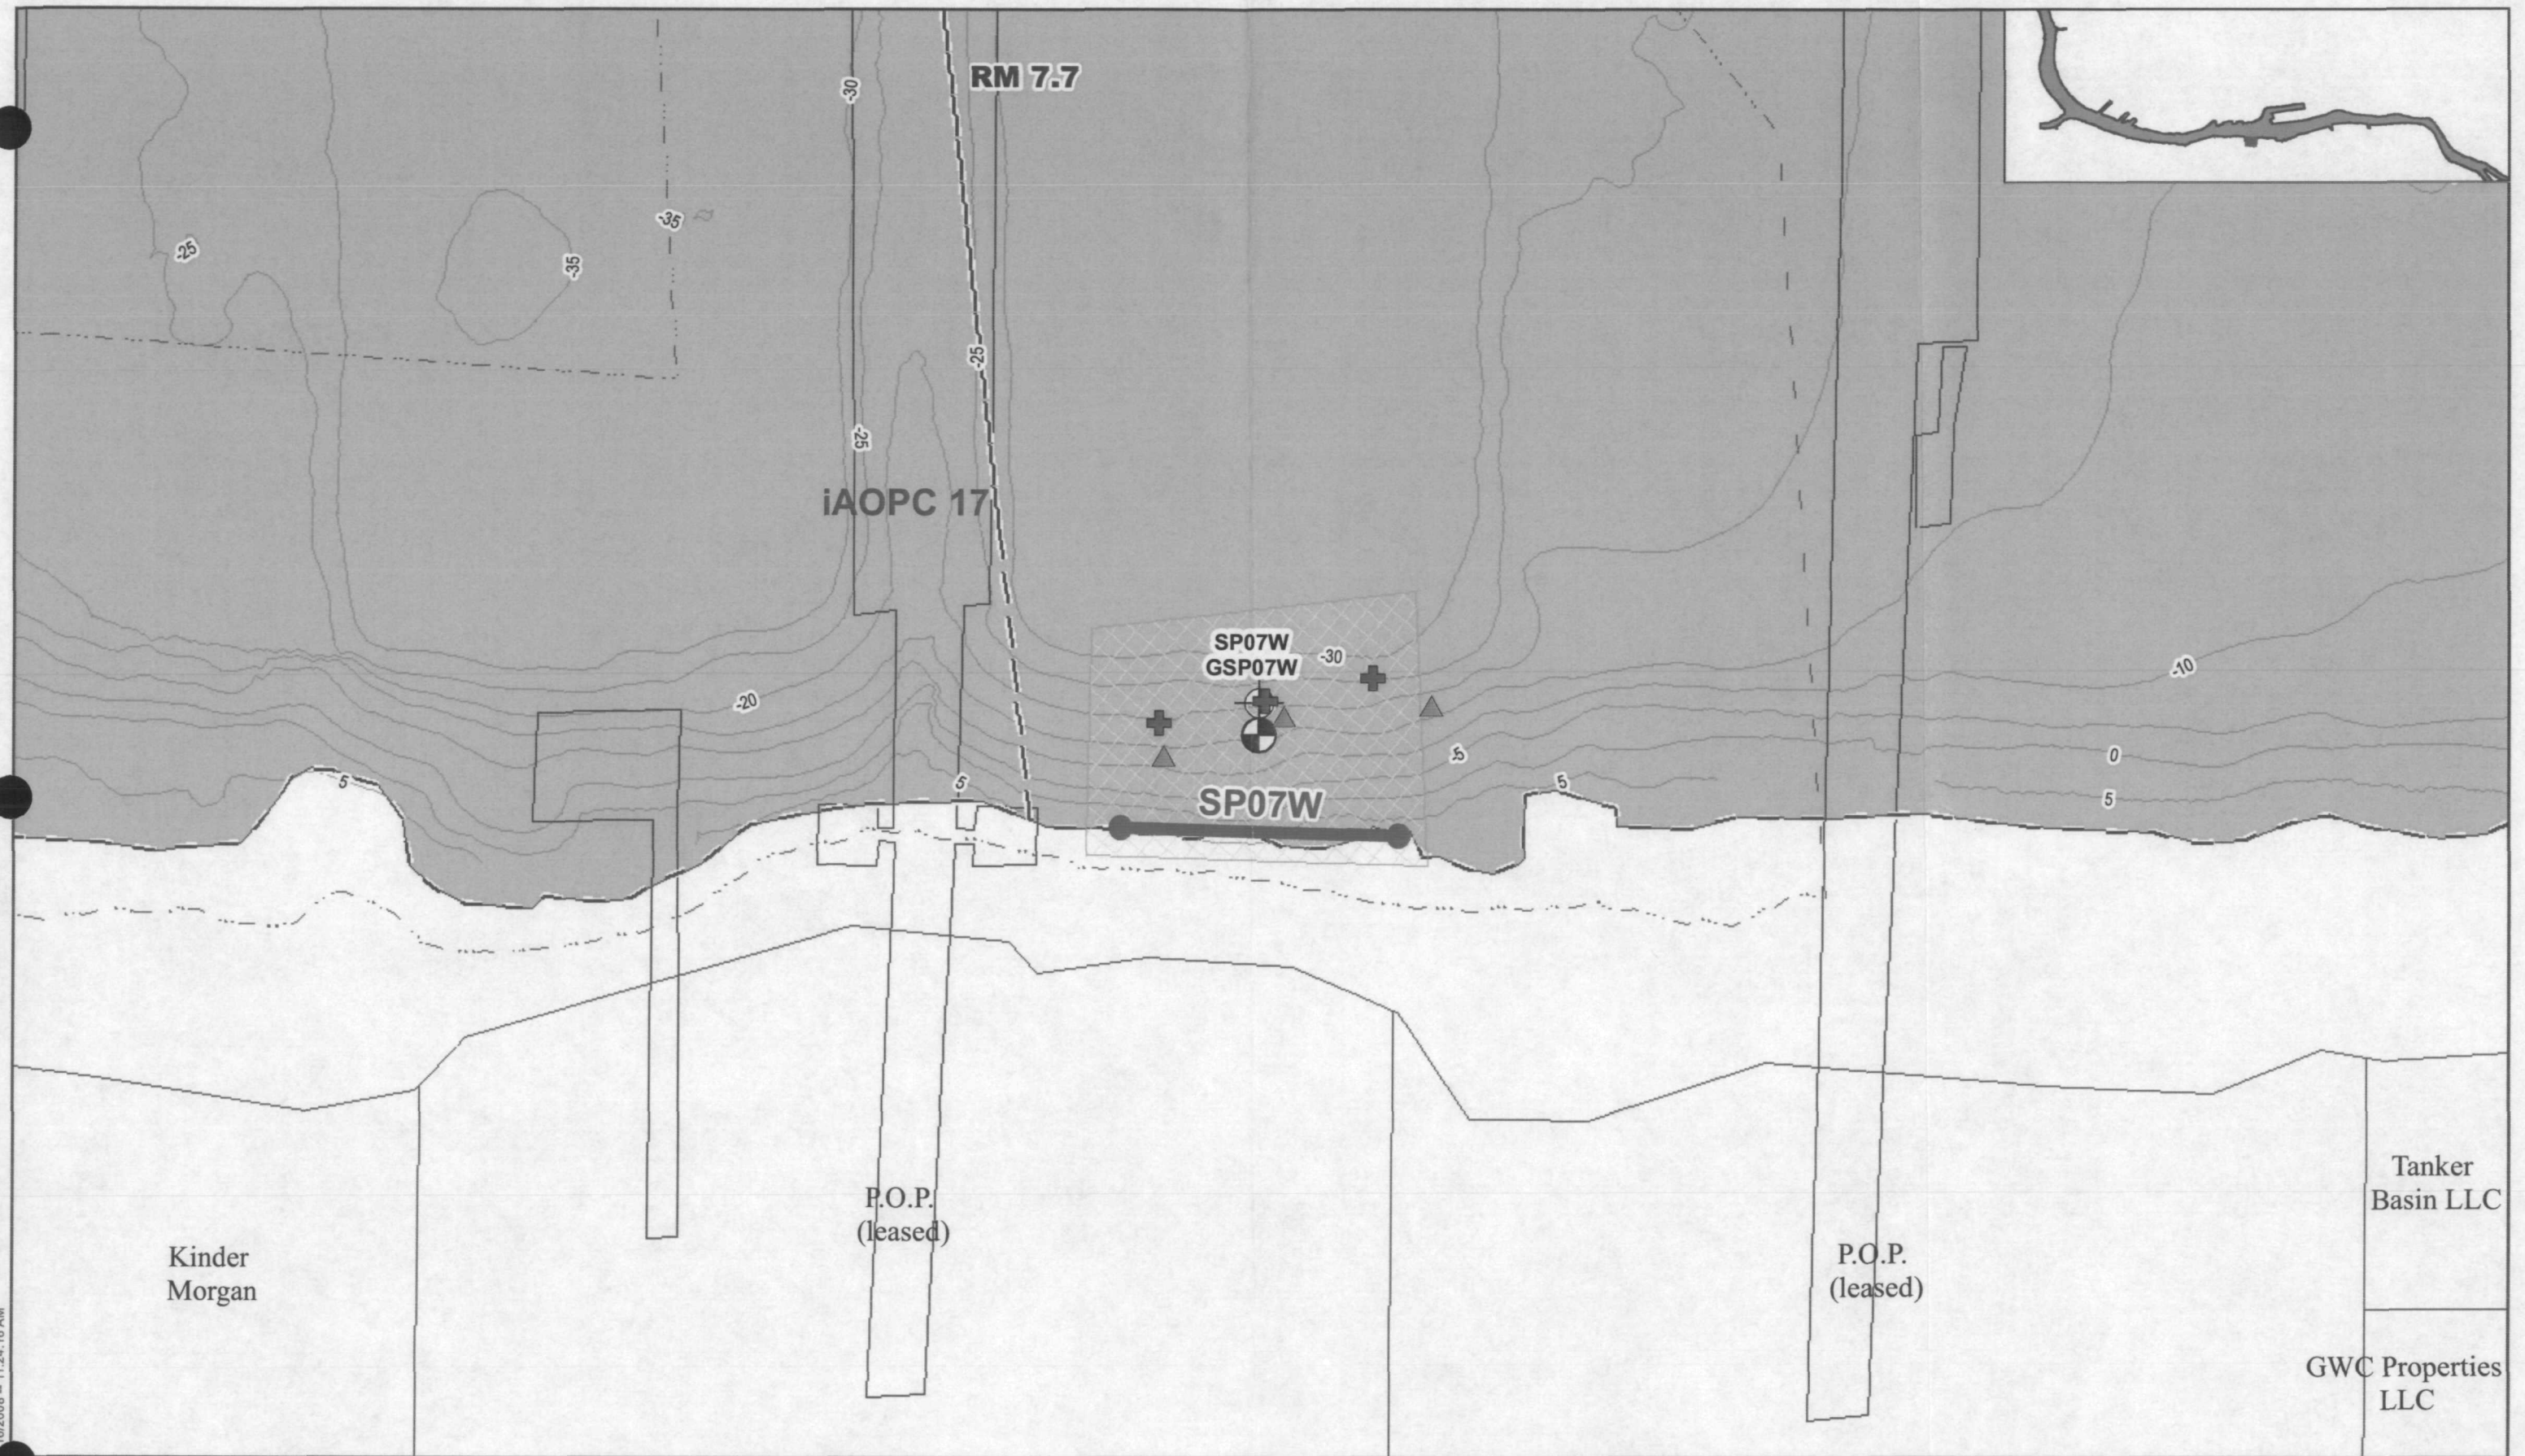 RM 7.7
-30
-25
-35
-35
-25
-25
iAOPC 17
SP07W
GSP07W
-30
-10
-20
-5
0
5
5
5
5
SP07W
Tanker
Basin LLC
P.O.P.
(leased)
Kinder
Morgan
P.O.P.
(leased)
GWC Properties
LLC